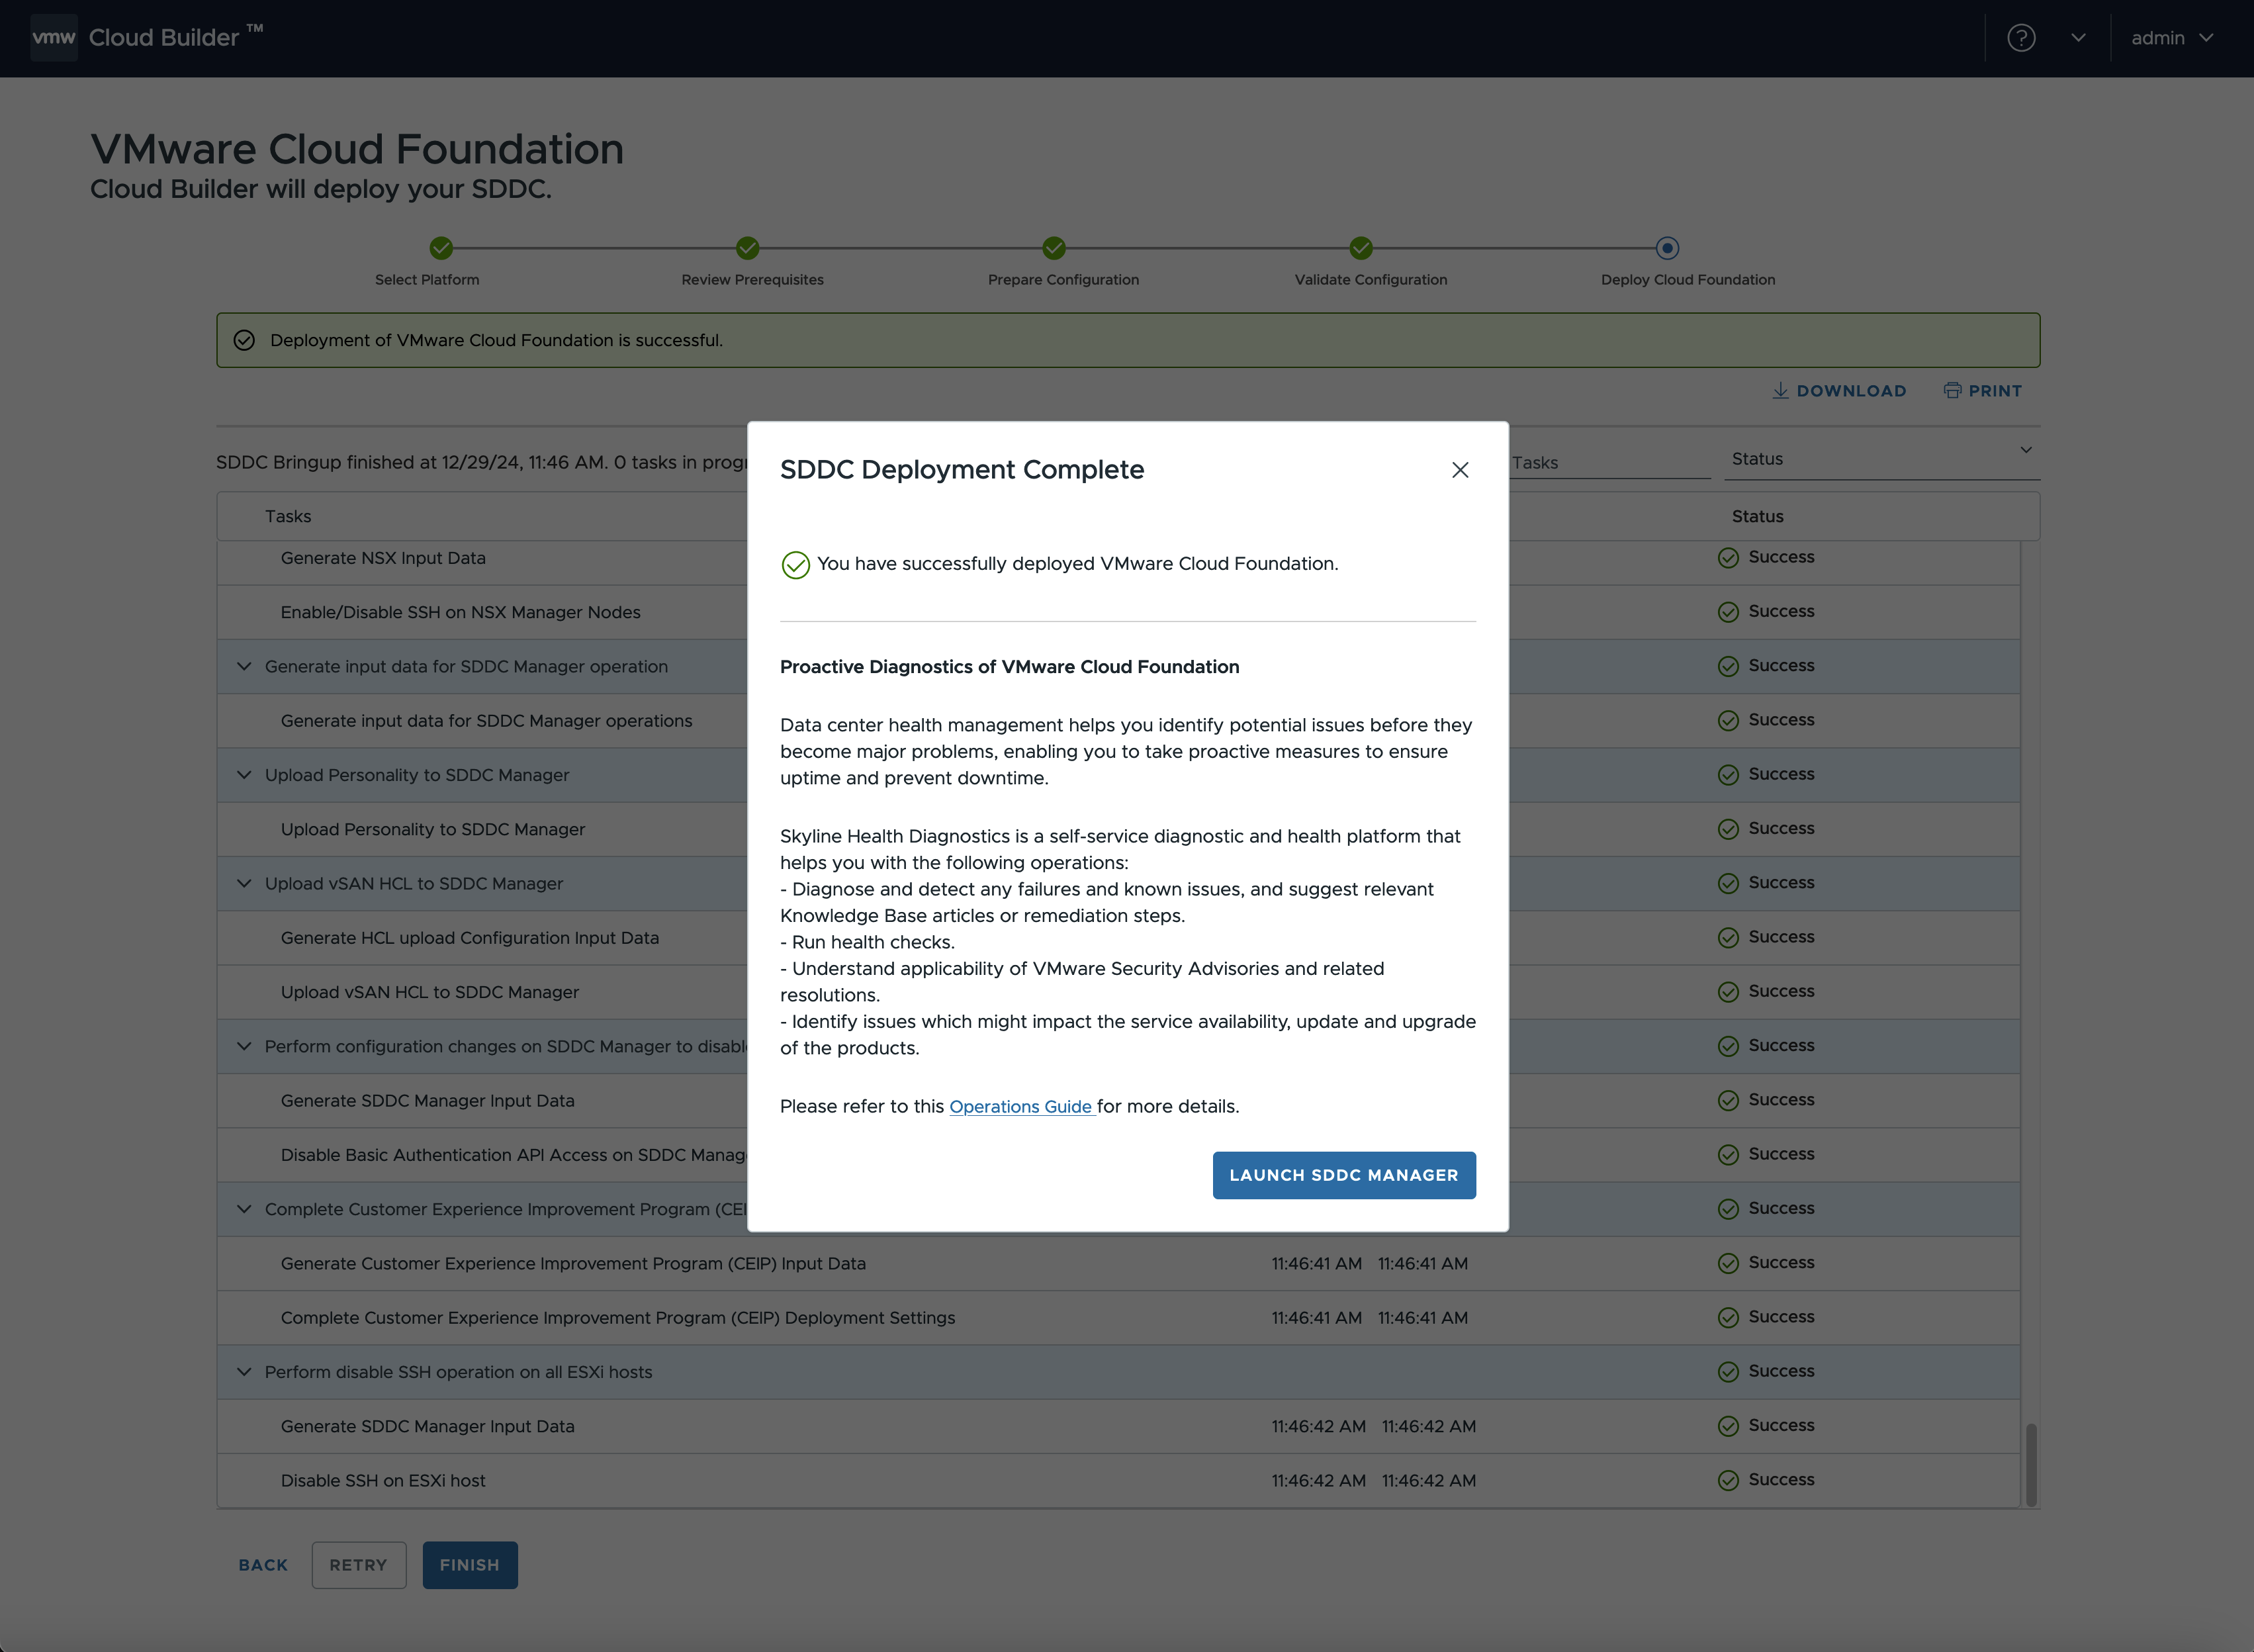 vmw Cloud Builder ™
admin
VMware Cloud Foundation
Cloud Builder will deploy your SDDC.
Select Platform
Review Prerequisites
Prepare Configuration
Validate Configuration
Deploy Cloud Foundation
Deployment of VMware Cloud Foundation is successful.
DOWNLOAD
PRINT
SDDC Bringup finished at 12/29/24, 11:46 AM. 0 tasks in
Tasks
Status
Tasks
Status
Generate NSX Input Data
Success
Enable/Disable SSH on NSX Manager Nodes
Success
Generate input data for SDDC Manager operation
Success
Generate input data for SDDC Manager operations
Success
Upload Personality to SDDC Manager
Success
Upload Personality to SDDC Manager
Success
Upload vSAN HCL to SDDC Manager
Success
Generate HCL upload Configuration Input Data
Success
Upload vSAN HCL to SDDC Manager
Success
Perform configuration changes on SDDC Manager to
Success
Generate SDDC Manager Input Data
Success
Disable Basic Authentication API Access on SDDC
Success
Complete Customer Experience Improvement Program
Success
Generate Customer Experience Improvement Program (CEIP) Input Data
11:46:41 AM 11:46:41 AM
Success
Complete Customer Experience Improvement Program (CEIP) Deployment Settings
11:46:41 AM 11:46:41 AM
Success
Perform disable SSH operation on all ESXi hosts
Success
Generate SDDC Manager Input Data
11:46:42 AM 11:46:42 AM
Success
Disable SSH on ESXi host
11:46:42 AM 11:46:42 AM
Success
BACK
RETRY
FINISH
SDDC Deployment Complete
You have successfully deployed VMware Cloud Foundation.
Proactive Diagnostics of VMware Cloud Foundation
Data center health management helps you identify potential issues before they
become major problems, enabling you to take proactive measures to ensure
uptime and prevent downtime.
Skyline Health Diagnostics is a self-service diagnostic and health platform that
helps you with the following operations:
- Diagnose and detect any failures and known issues, and suggest relevant
Knowledge Base articles or remediation steps.
- Run health checks.
- Understand applicability of VMware Security Advisories and related
resolutions.
- Identify issues which might impact the service availability, update and upgrade
of the products.
Please refer to this Operations Guide for more details.
LAUNCH SDDC MANAGER